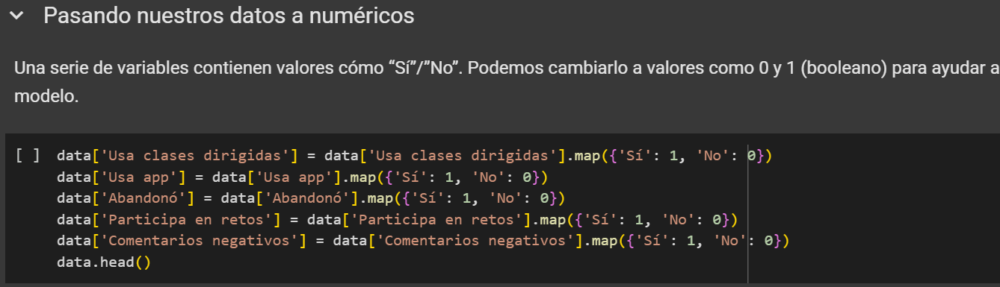 Pasando nuestros datos a numéricos
Una serie de variables contienen valores cómo “Sí”/”No”. Podemos cambiarlo a valores como 0 y 1 (booleano) para ayudar a
modelo.
[ ] data['Usa clases dirigidas'] = data['Usa clases dirigidas'].map({'Sí': 1, 'No': 0})
data['Usa app'] = data['Usa app'].map({'Sí': 1, 'No': 0})
data['Abandonó'] = data['Abandonó'].map({'Sí': 1, 'No': 0})
data['Participa en retos'] = data['Participa en retos'].map({'Sí': 1, 'No': 0})
data['Comentarios negativos'] = data['Comentarios negativos'].map({'Sí': 1, 'No': 0})
data.head()